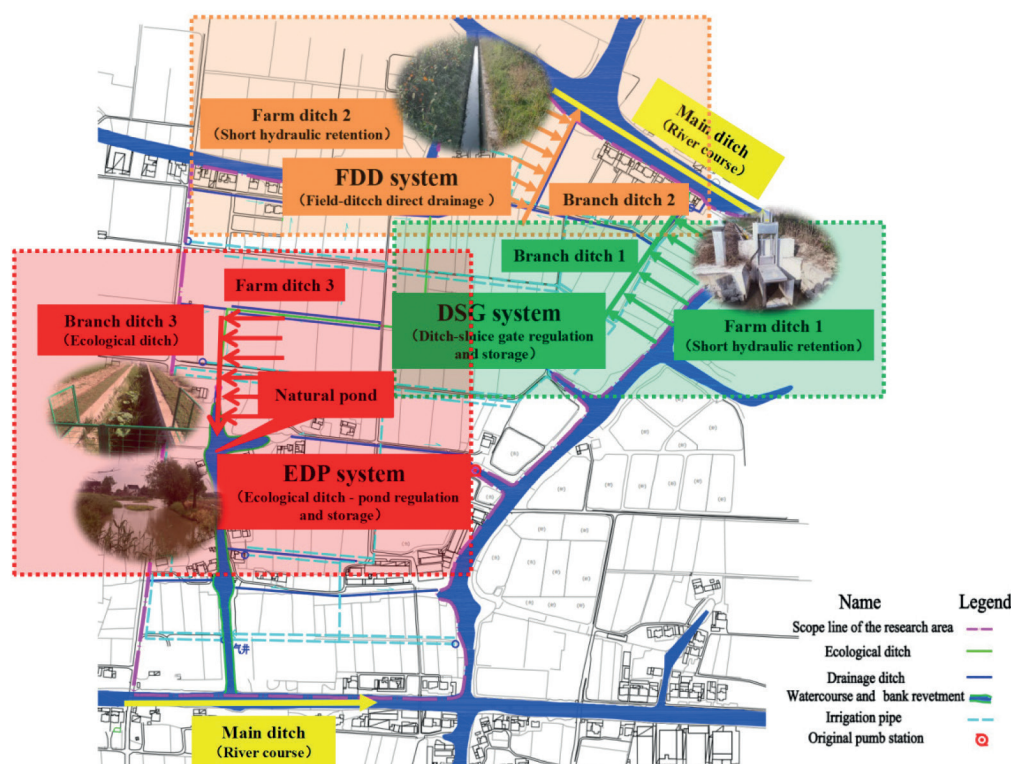 Farm ditch 2
(Short hydraulic retention)
Main ditch
(River course)
FDD system
(Field-ditcch direct drainage )
Branch ditch 2
Branch ditch 1
Farm ditch 3
Branch ditch 3
(Ecological ditch)
DSG system
(Ditch-sluice gate regulation
and storage)
Farm ditch 1
(Short hydraulic retention)
Natural pond
EDP system
(Ecological ditch - pond regulation
and storage)
气井
Main ditch
(River course)
Name Legend
Scope line of the research area
Ecological ditch
Drainage ditch
Watercourse and bank revetment
Irrigation pipe
Original pumb station